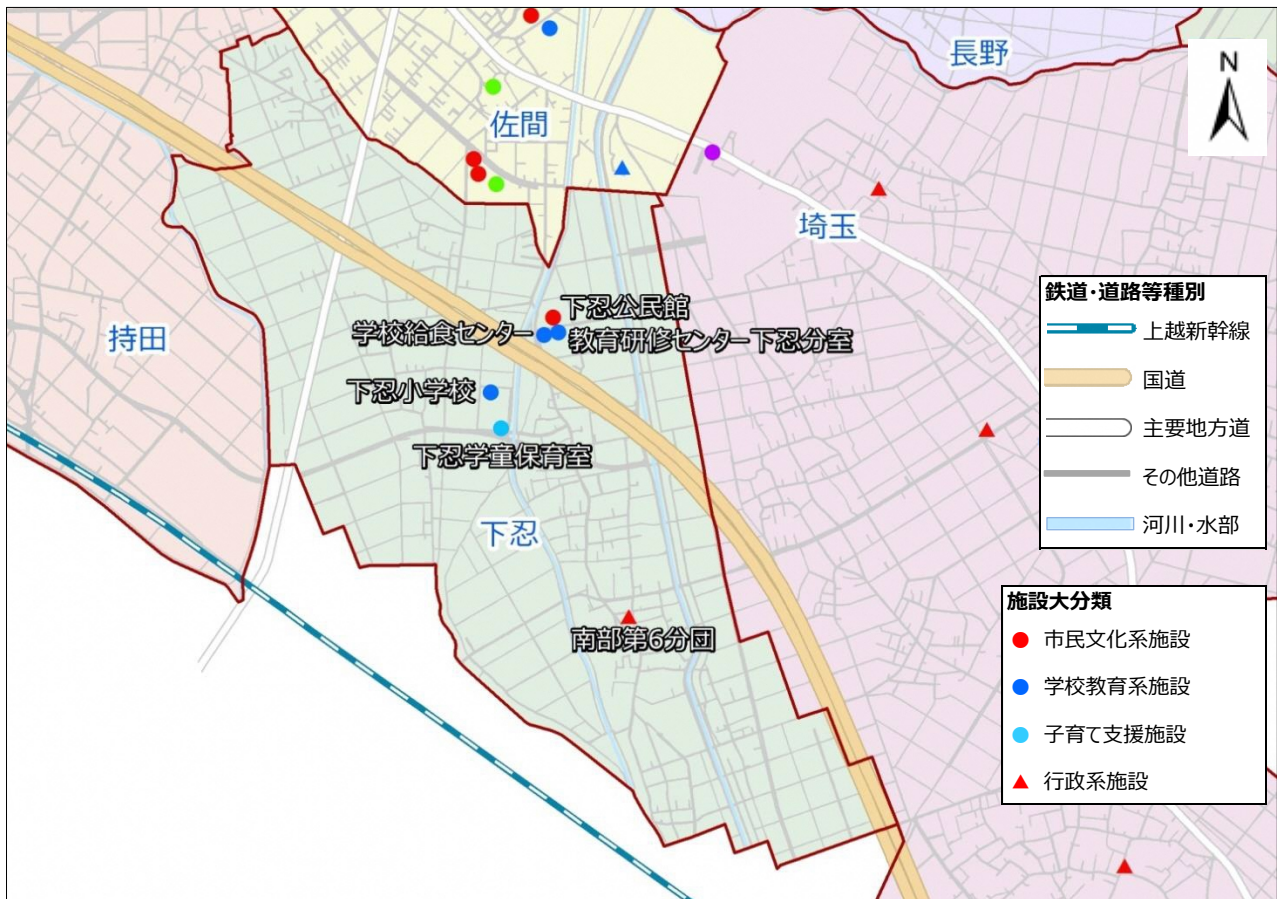 長野
N
佐間
埼玉
鉄道・道路等種別
上越新幹線
国道
主要地方道
その他道路
河川・水部
下忍公民館
学校給食センター
教育研修センター下忍分室
持田
下忍小学校
下忍学童保育室
下忍
南部第6分団
施設大分類
市民文化系施設
学校教育系施設
子育て支援施設
行政系施設